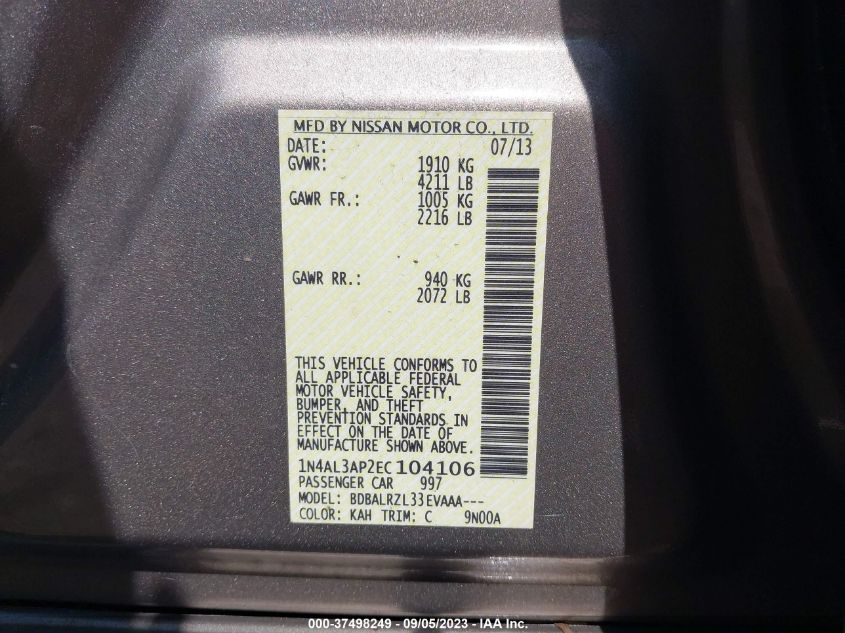 MFD BY NISSAN MOTOR CO., LTD.
DATE: 07/13
GVWR: 1910 KG
4211 LB
GAWR FR.: 1005 KG
2216 LB
GAWR RR.: 940 KG
2072 LB
THIS VEHICLE CONFORMS TO
ALL APPLICABLE FEDERAL
MOTOR VEHICLE SAFETY,
BUMPER, AND THEFT
PREVENTION STANDARDS IN
EFFECT ON THE DATE OF
MANUFACTURE SHOWN ABOVE.
1N4AL3AP2EC104106
PASSENGER CAR 997
MODEL: BDBALRZL33EVAAA---
COLOR: KAH TRIM: C 9N00A
000-37498249 - 09/05/2023 - IAA Inc.